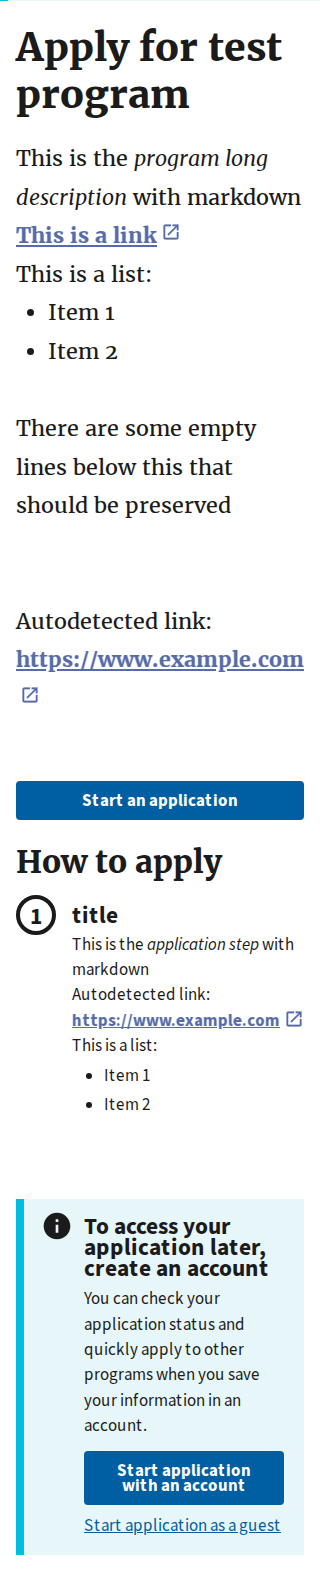 Apply for test
program
This is the program long
description with markdown
This is a link
This is a list:
• Item 1
• Item 2
There are some empty
lines below this that
should be preserved
Autodetected link:
https://www.example.com
Start an application
How to apply
1 title
This is the application step with
markdown
Autodetected link:
https://www.example.com
This is a list:
• Item 1
• Item 2
To access your
application later,
create an account
You can check your
application status and
quickly apply to other
programs when you save
your information in an
account.
Start application
with an account
Start application as a guest